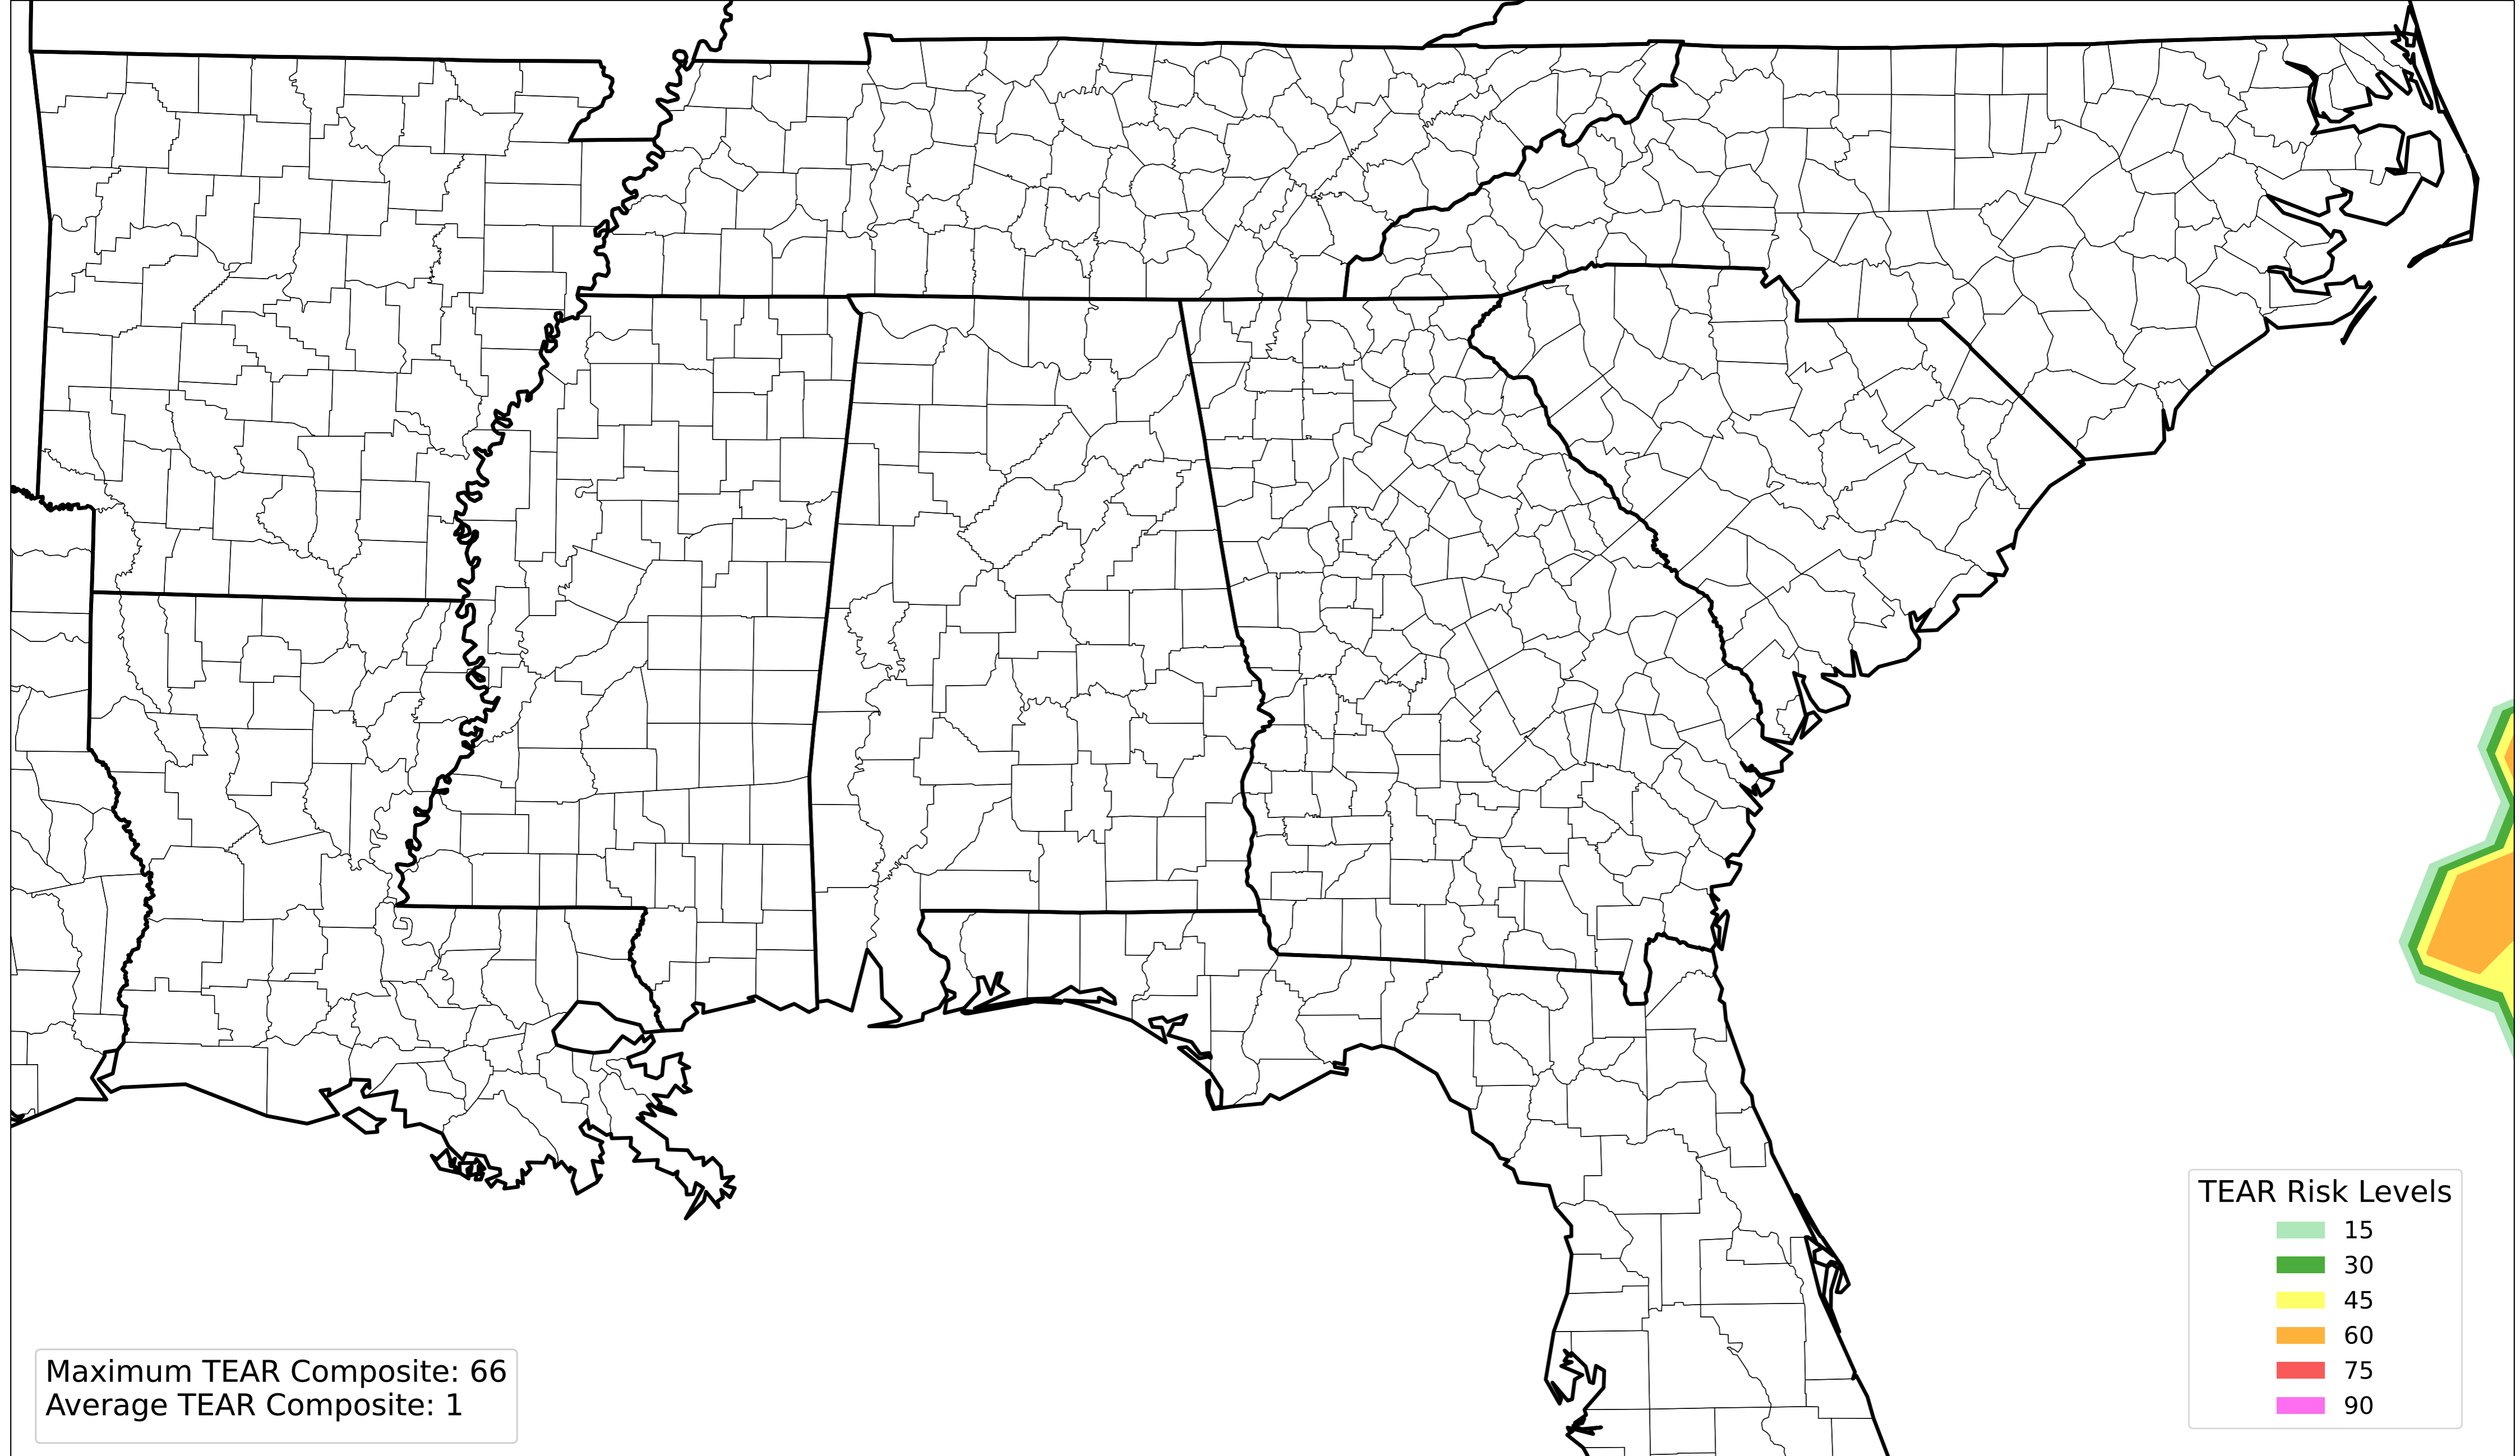 TEAR Risk Levels
15
30
45
60
75
90
Maximum TEAR Composite: 66
Average TEAR Composite: 1